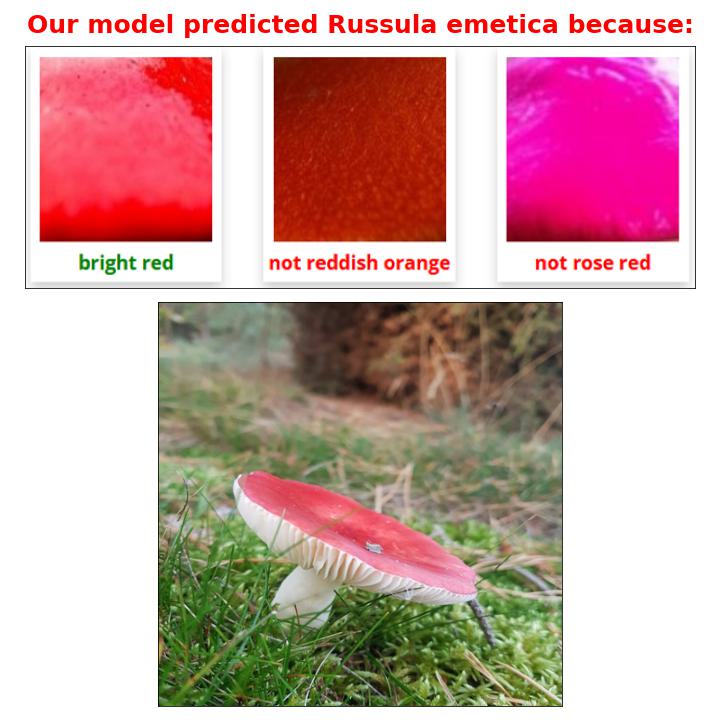 Our model predicted Russula emetica because:
bright red
not reddish orange
not rose red